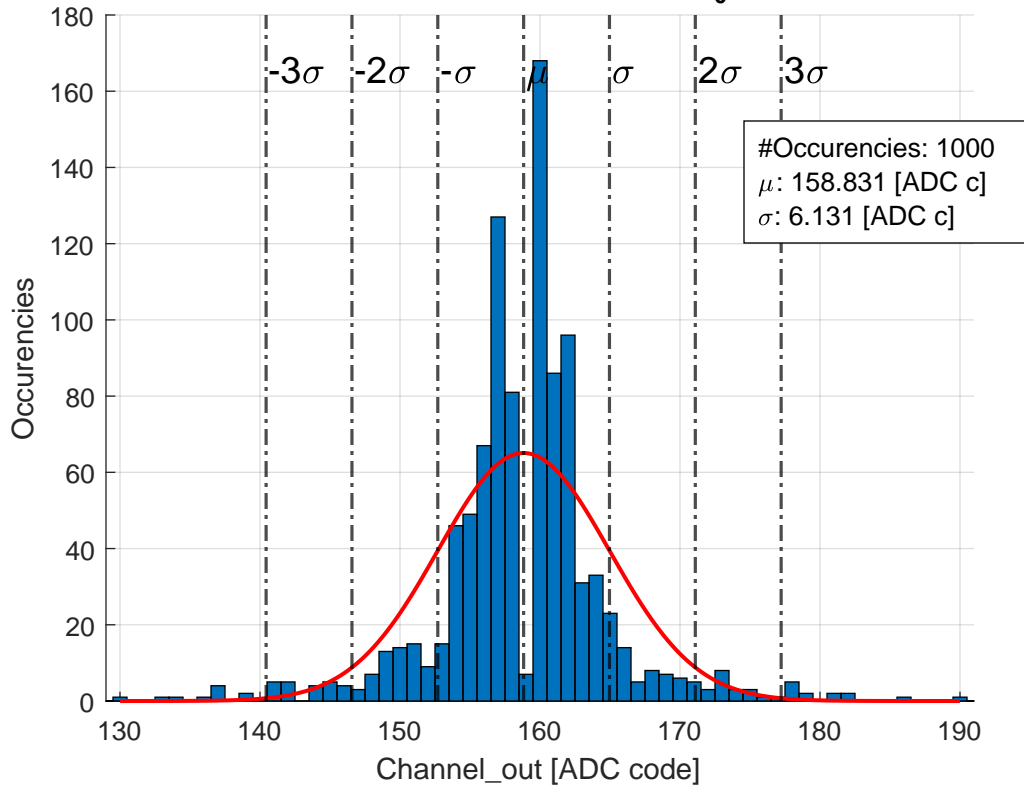 0
180
160
140
120
100
80
60
40
20
0
Occurencies
-3σ -2σ -σ μ σ 2σ 3σ
#Occurencies: 1000
μ: 158.831 [ADC c]
σ: 6.131 [ADC c]
130 140 150 160 170 180 190
Channel_out [ADC code]